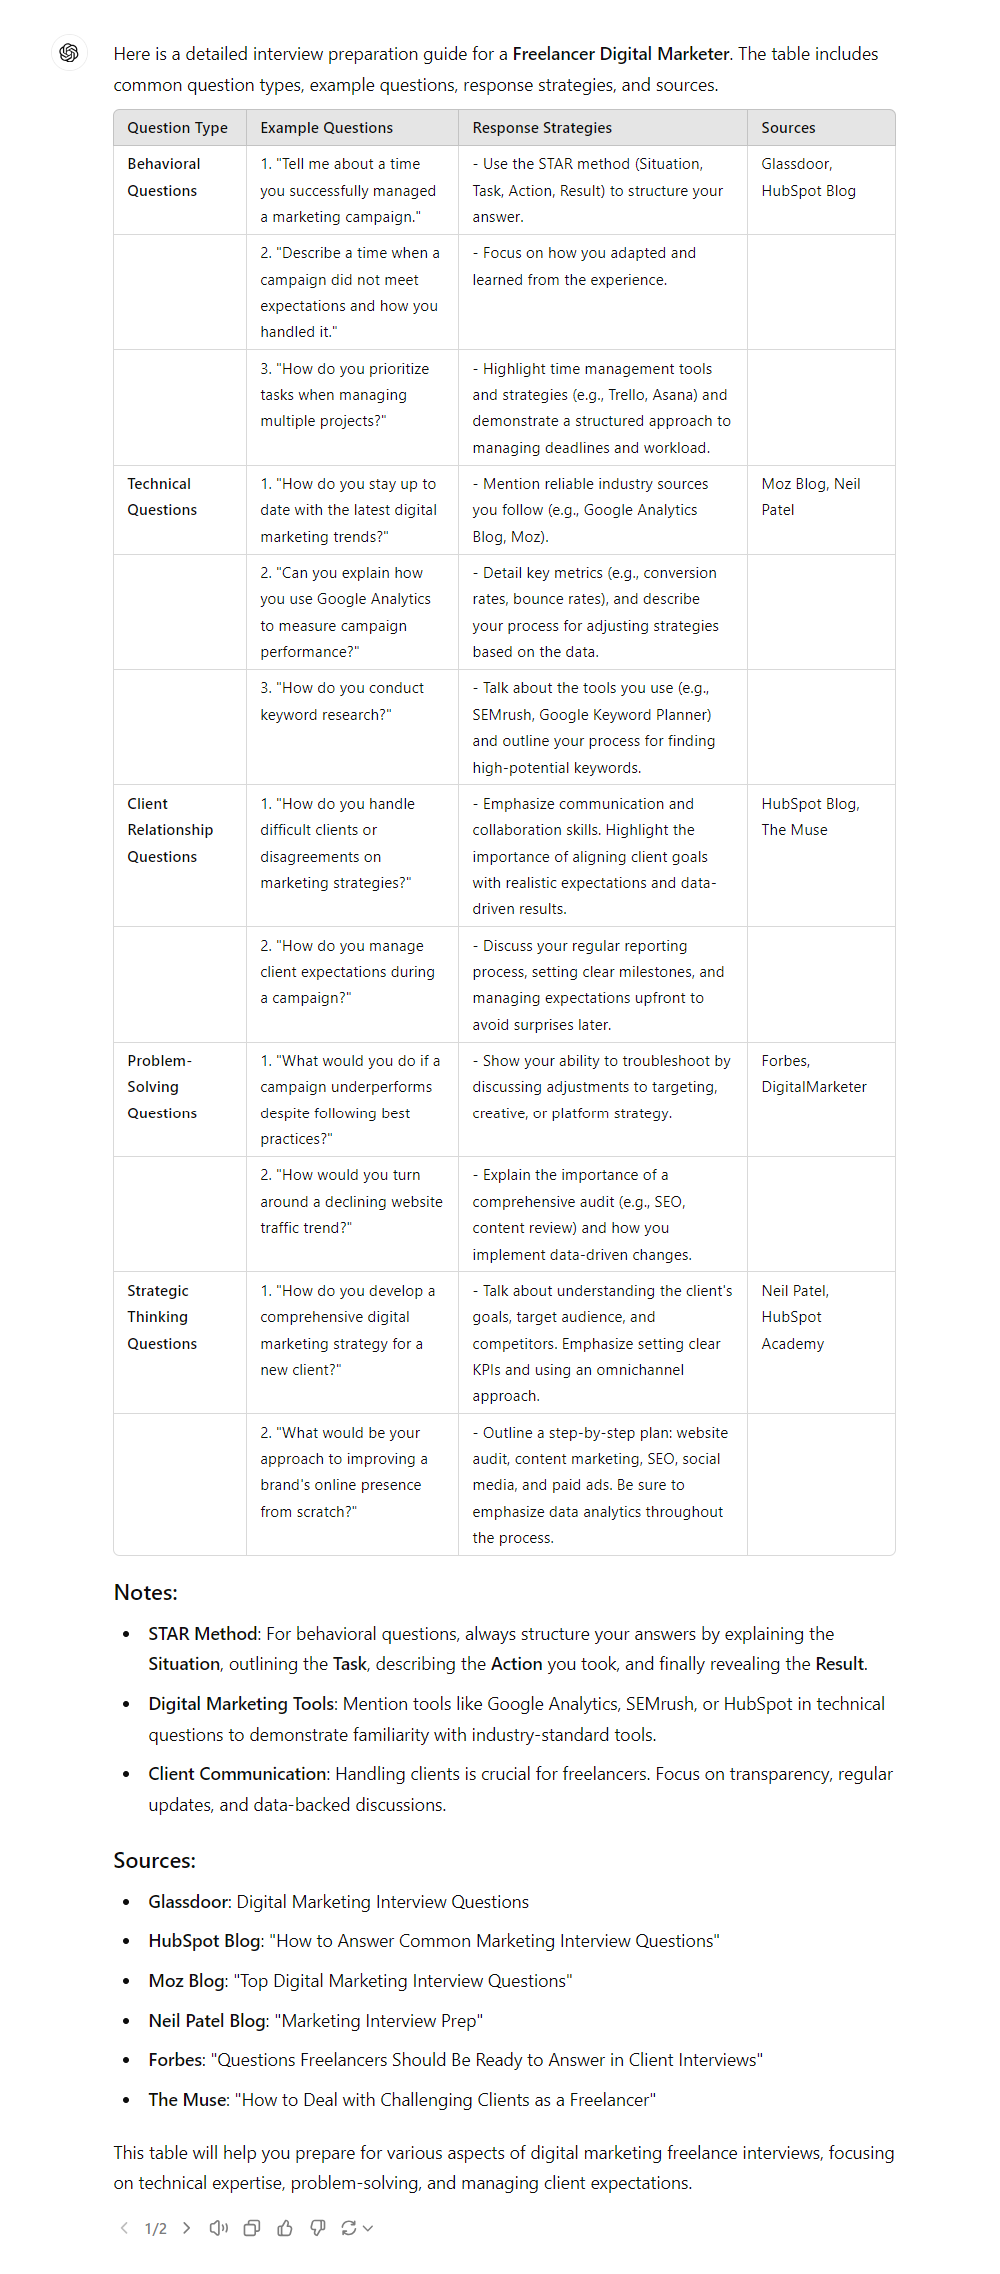 Here is a detailed interview preparation guide for a Freelancer Digital Marketer. The table includes
common question types, example questions, response strategies, and sources.
Question Type Example Questions Response Strategies Sources
Behavioral
Questions
1. "Tell me about a time
you successfully managed
a marketing campaign."
- Use the STAR method (Situation,
Task, Action, Result) to structure your
answer.
Glassdoor,
HubSpot Blog
2. "Describe a time when a
campaign did not meet
expectations and how you
handled it."
- Focus on how you adapted and
learned from the experience.
3. "How do you prioritize
tasks when managing
multiple projects?"
- Highlight time management tools
and strategies (e.g., Trello, Asana) and
demonstrate a structured approach to
managing deadlines and workload.
Technical
Questions
1. "How do you stay up to
date with the latest digital
marketing trends?"
- Mention reliable industry sources
you follow (e.g., Google Analytics
Blog, Moz).
Moz Blog, Neil
Patel
2. "Can you explain how
you use Google Analytics
to measure campaign
performance?"
- Detail key metrics (e.g., conversion
rates, bounce rates), and describe
your process for adjusting strategies
based on the data.
3. "How do you conduct
keyword research?"
- Talk about the tools you use (e.g.,
SEMrush, Google Keyword Planner)
and outline your process for finding
high-potential keywords.
Client
Relationship
Questions
1. "How do you handle
difficult clients or
disagreements on
marketing strategies?"
- Emphasize communication and
collaboration skills. Highlight the
importance of aligning client goals
with realistic expectations and data-
driven results.
HubSpot Blog,
The Muse
2. "How do you manage
client expectations during
a campaign?"
- Discuss your regular reporting
process, setting clear milestones, and
managing expectations upfront to
avoid surprises later.
Problem-
Solving
Questions
1. "What would you do if a
campaign underperforms
despite following best
practices?"
- Show your ability to troubleshoot by
discussing adjustments to targeting,
creative, or platform strategy.
Forbes,
DigitalMarketer
2. "How would you turn
around a declining website
traffic trend?"
- Explain the importance of a
comprehensive audit (e.g., SEO,
content review) and how you
implement data-driven changes.
Strategic
Thinking
Questions
1. "How do you develop a
comprehensive digital
marketing strategy for a
new client?"
- Talk about understanding the client's
goals, target audience, and
competitors. Emphasize setting clear
KPIs and using an omnichannel
approach.
Neil Patel,
HubSpot
Academy
2. "What would be your
approach to improving a
brand's online presence
from scratch?"
- Outline a step-by-step plan: website
audit, content marketing, SEO, social
media, and paid ads. Be sure to
emphasize data analytics throughout
the process.
Notes:
• STAR Method: For behavioral questions, always structure your answers by explaining the
Situation, outlining the Task, describing the Action you took, and finally revealing the Result.
• Digital Marketing Tools: Mention tools like Google Analytics, SEMrush, or HubSpot in technical
questions to demonstrate familiarity with industry-standard tools.
• Client Communication: Handling clients is crucial for freelancers. Focus on transparency, regular
updates, and data-backed discussions.
Sources:
• Glassdoor: Digital Marketing Interview Questions
• HubSpot Blog: "How to Answer Common Marketing Interview Questions"
• Moz Blog: "Top Digital Marketing Interview Questions"
• Neil Patel Blog: "Marketing Interview Prep"
• Forbes: "Questions Freelancers Should Be Ready to Answer in Client Interviews"
• The Muse: "How to Deal with Challenging Clients as a Freelancer"
This table will help you prepare for various aspects of digital marketing freelance interviews, focusing
on technical expertise, problem-solving, and managing client expectations.
1/2